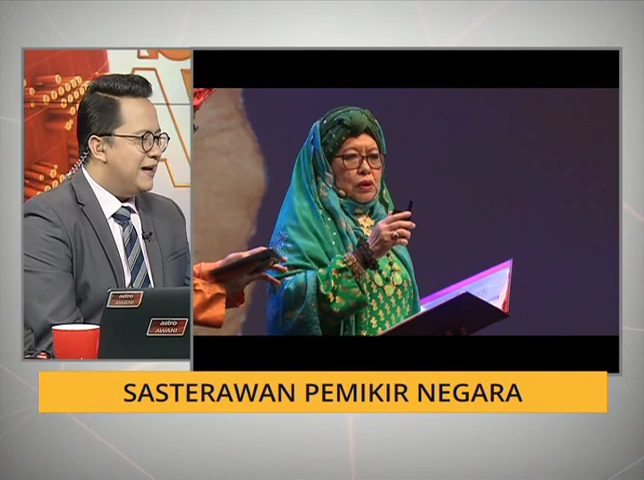 astro
AWANI
astro
AWANI
SASTERAWAN PEMIKIR NEGARA